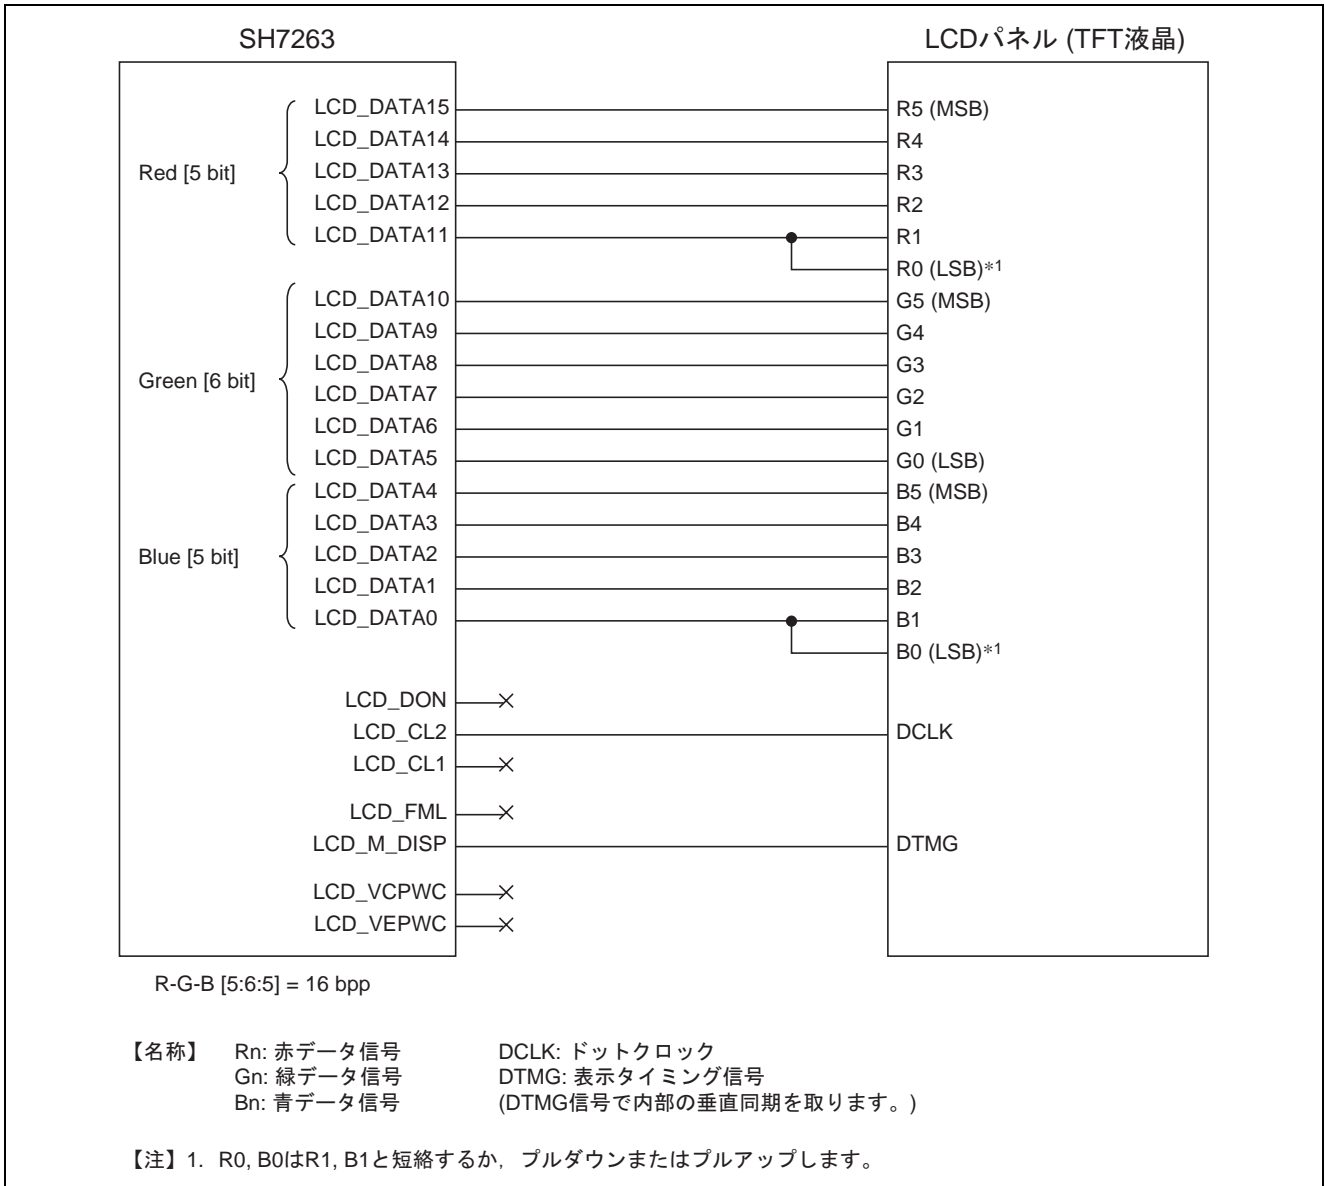 SH7263 LCDパネル (TFT液晶)
LCD_DATA15 R5 (MSB)
LCD_DATA14 R4
Red [5 bit] LCD_DATA13 R3
LCD_DATA12 R2
LCD_DATA11 R1
R0 (LSB)*1
LCD_DATA10 G5 (MSB)
LCD_DATA9 G4
LCD_DATA8 G3
Green [6 bit] LCD_DATA7 G2
LCD_DATA6 G1
LCD_DATA5 G0 (LSB)
LCD_DATA4 B5 (MSB)
LCD_DATA3 B4
Blue [5 bit] LCD_DATA2 B3
LCD_DATA1 B2
LCD_DATA0 B1
B0 (LSB)*1
LCD_DON
LCD_CL2 DCLK
LCD_CL1
LCD_FML
LCD_M_DISP DTMG
LCD_VCPWC
LCD_VEPWC
R-G-B [5:6:5] = 16 bpp
【名称】 Rn: 赤データ信号 DCLK: ドットクロック
Gn: 緑データ信号 DTMG: 表示タイミング信号
Bn: 青データ信号 (DTMG信号で内部の垂直同期を取ります。)
【注】1. R0, B0はR1, B1と短絡するか，プルダウンまたはプルアップします。